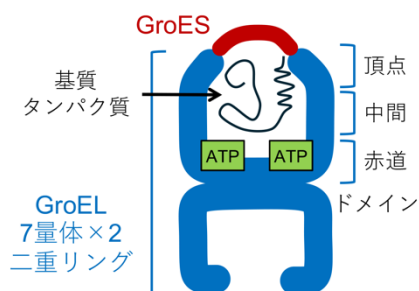 GroES
基質
タンパク質
頂点
中間
ATP
ATP
赤道
ドメイン
GroEL
7量体×2
二重リング